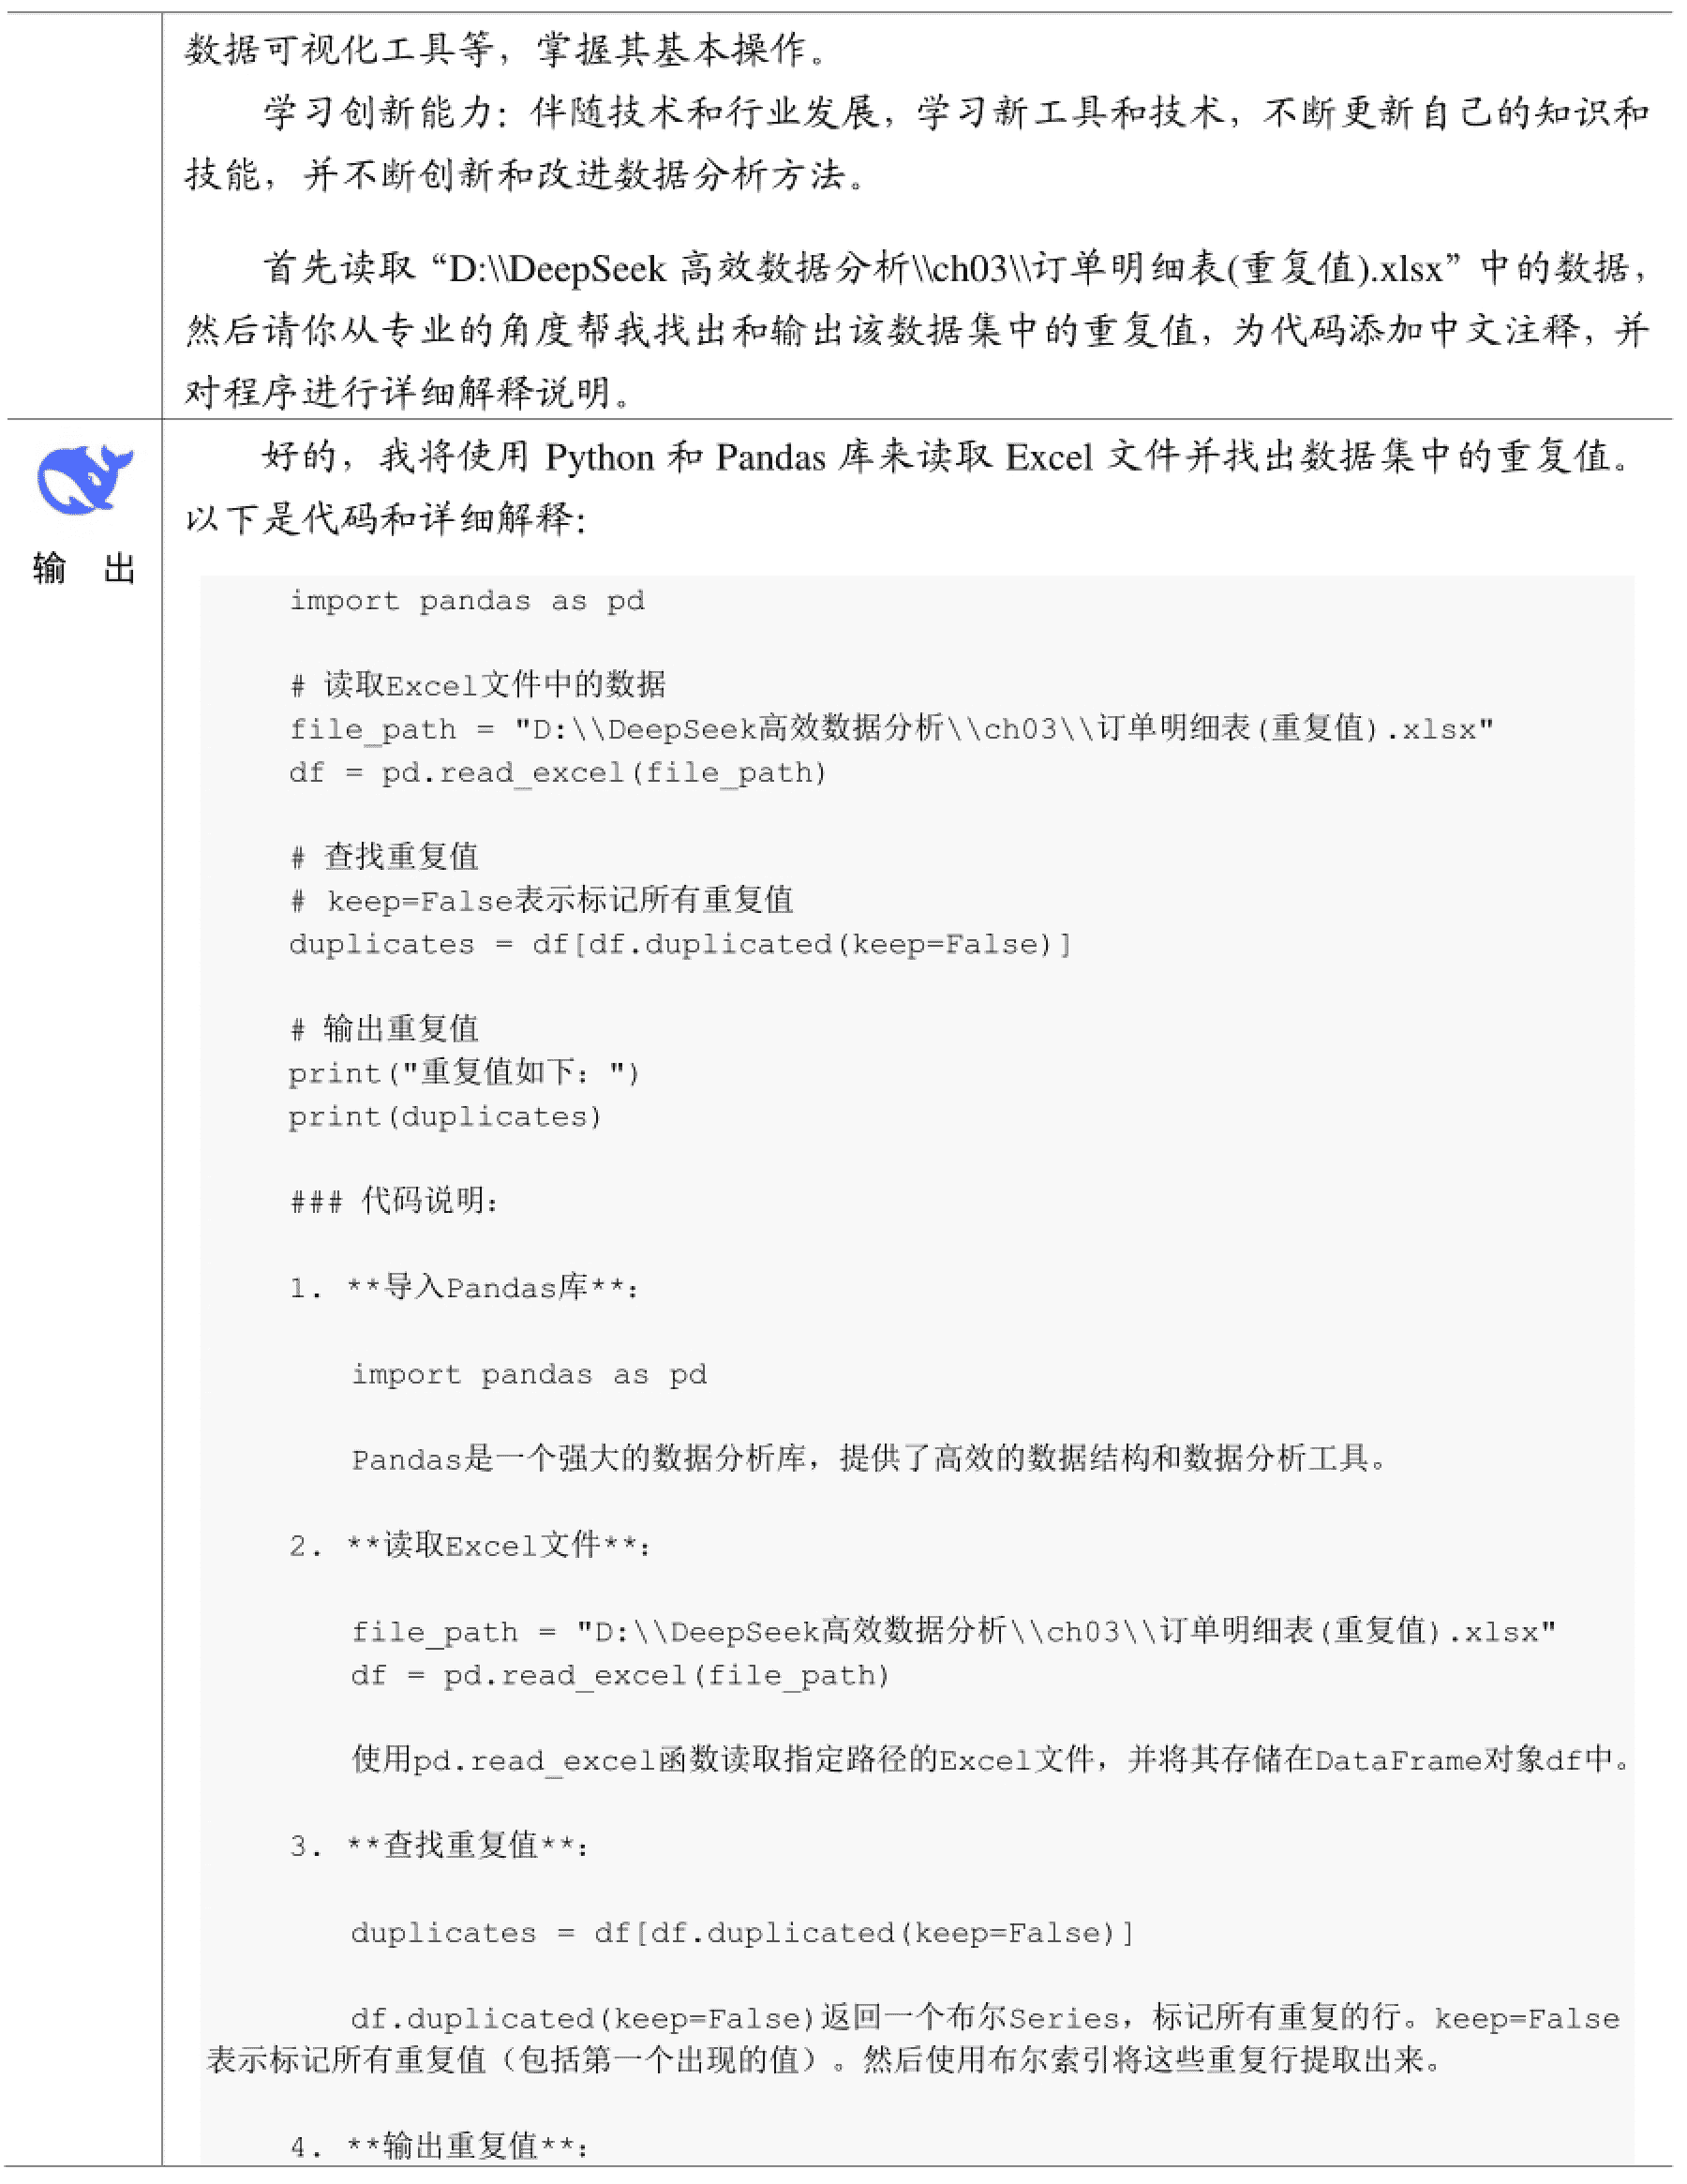 数据可视化工具等，掌握其基本操作。
学习创新能力：伴随技术和行业发展，学习新工具和技术，不断更新自己的知识和
技能，并不断创新和改进数据分析方法。
首先读取“D:\\DeepSeek 高效数据分析\\ch03\\订单明细表(重复值).xlsx”中的数据，
然后请你从专业的角度帮我找出和输出该数据集中的重复值，为代码添加中文注释，并
对程序进行详细解释说明。
输 出
好的，我将使用 Python 和 Pandas 库来读取 Excel 文件并找出数据集中的重复值。
以下是代码和详细解释：
import pandas as pd
# 读取Excel文件中的数据
file_path = "D:\\DeepSeek高效数据分析\\ch03\\订单明细表(重复值).xlsx"
df = pd.read_excel(file_path)
# 查找重复值
# keep=False表示标记所有重复值
duplicates = df[df.duplicated(keep=False)]
# 输出重复值
print("重复值如下：")
print(duplicates)
### 代码说明：
1. **导入Pandas库**：
import pandas as pd
Pandas是一个强大的数据分析库，提供了高效的数据结构和数据分析工具。
2. **读取Excel文件**：
file_path = "D:\\DeepSeek高效数据分析\\ch03\\订单明细表(重复值).xlsx"
df = pd.read_excel(file_path)
使用pd.read_excel函数读取指定路径的Excel文件，并将其存储在DataFrame对象df中。
3. **查找重复值**：
duplicates = df[df.duplicated(keep=False)]
df.duplicated(keep=False)返回一个布尔Series，标记所有重复的行。keep=False
表示标记所有重复值（包括第一个出现的值）。然后使用布尔索引将这些重复行提取出来。
4. **输出重复值**：